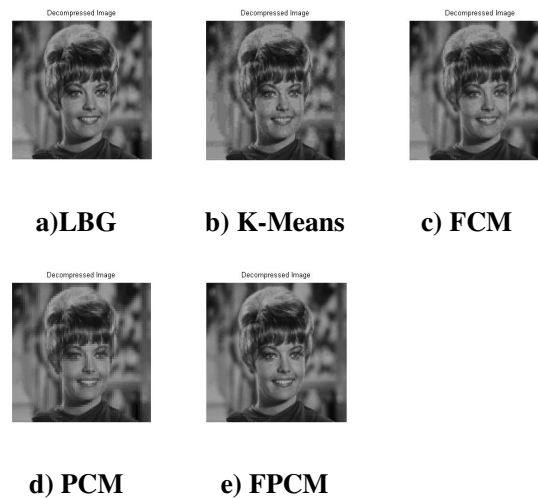 Decompressed Image Decompressed Image Decompressed Image
a)LBG b) K-Means c) FCM
Decompressed Image Decompressed Image
d) PCM e) FPCM